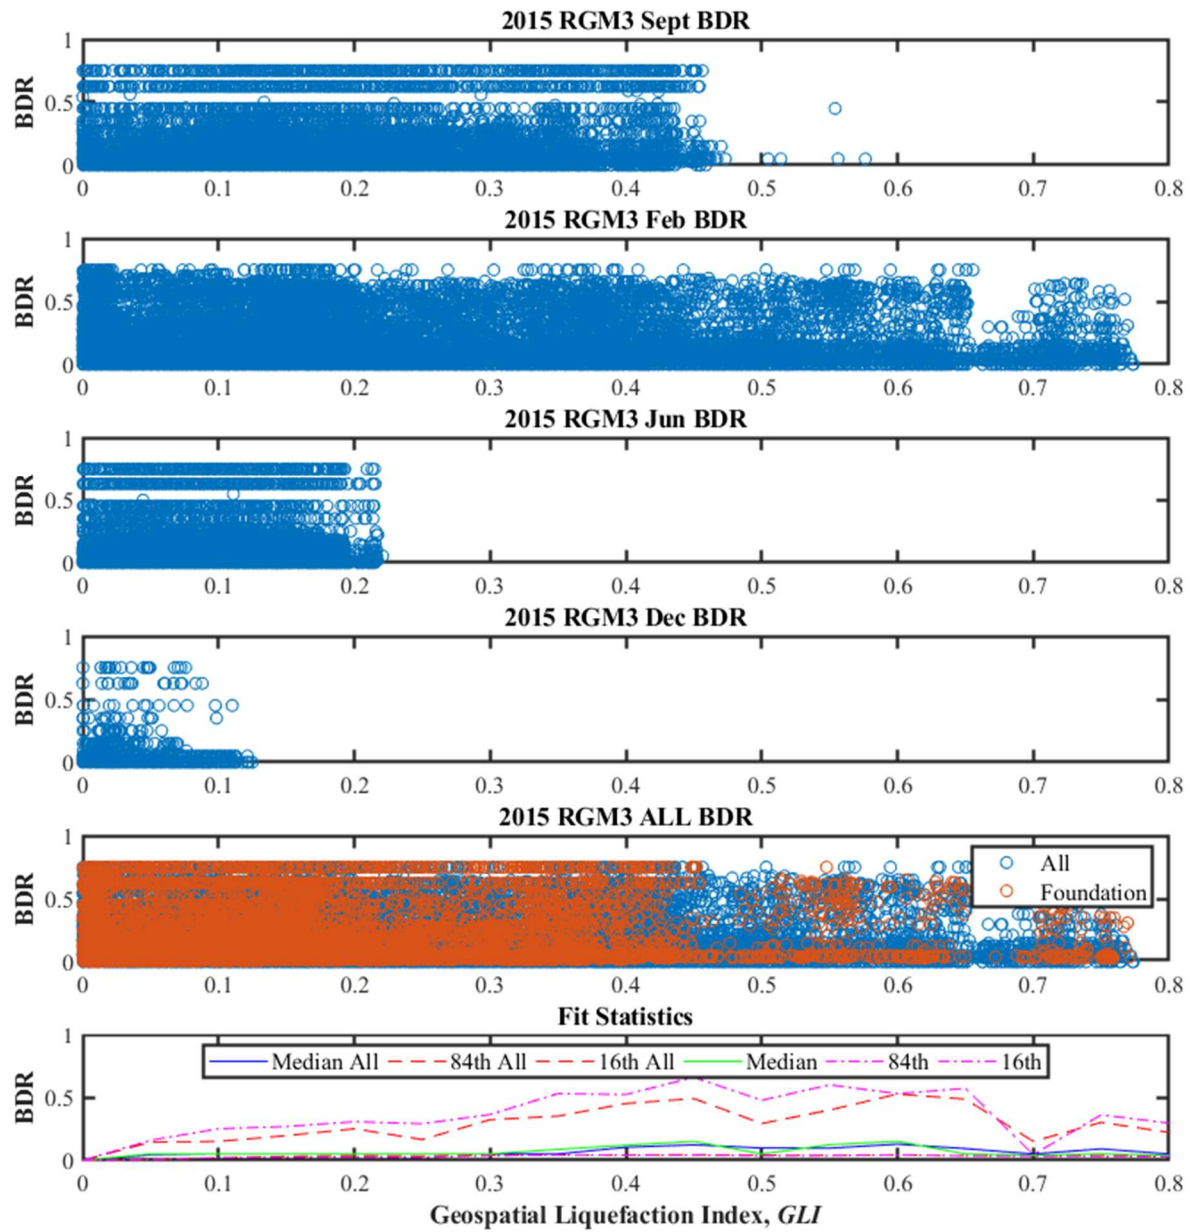 2015 RGM3 Sept BDR
1
0.5
0
BDR
0 0.1 0.2 0.3 0.4 0.5 0.6 0.7 0.8
2015 RGM3 Feb BDR
1
0.5
0
BDR
0 0.1 0.2 0.3 0.4 0.5 0.6 0.7 0.8
2015 RGM3 Jun BDR
1
0.5
0
BDR
0 0.1 0.2 0.3 0.4 0.5 0.6 0.7 0.8
2015 RGM3 Dec BDR
1
0.5
0
BDR
0 0.1 0.2 0.3 0.4 0.5 0.6 0.7 0.8
2015 RGM3 ALL BDR
1
0.5
0
BDR
All
Foundation
0 0.1 0.2 0.3 0.4 0.5 0.6 0.7 0.8
Fit Statistics
1
0.5
0
BDR
Median All 84th All 16th All Median 84th 16th
0 0.1 0.2 0.3 0.4 0.5 0.6 0.7 0.8
Geospatial Liquefaction Index, GLI